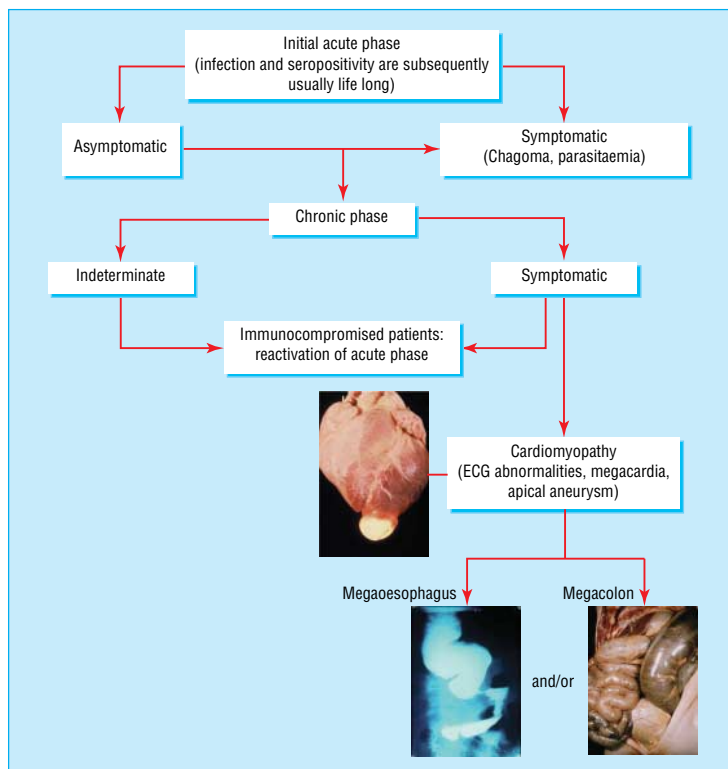 Initial acute phase
(infection and seropositivity are subsequently
usually life long)
Asymptomatic
Symptomatic
(Chagoma, parasitaemia)
Chronic phase
Indeterminate
Symptomatic
Immunocompromised patients:
reactivation of acute phase
Cardiomyopathy
(ECG abnormalities, megacardia,
apical aneurysm)
Megaoesophagus
Megacolon
and/or